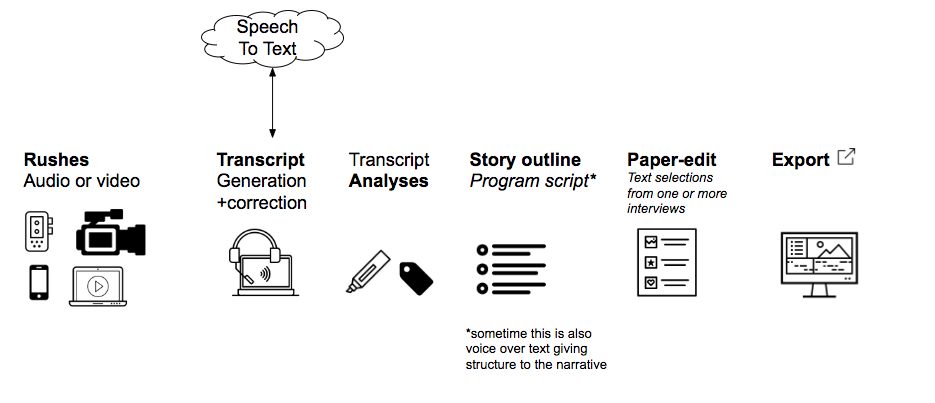 Speech
To Text
Rushes
Audio or video
Transcript
Generation
+correction
Transcript
Analyses
Story outline
Program script*
Paper-edit
Text selections
from one or more
interviews
Export
*sometime this is also
voice over text giving
structure to the narrative